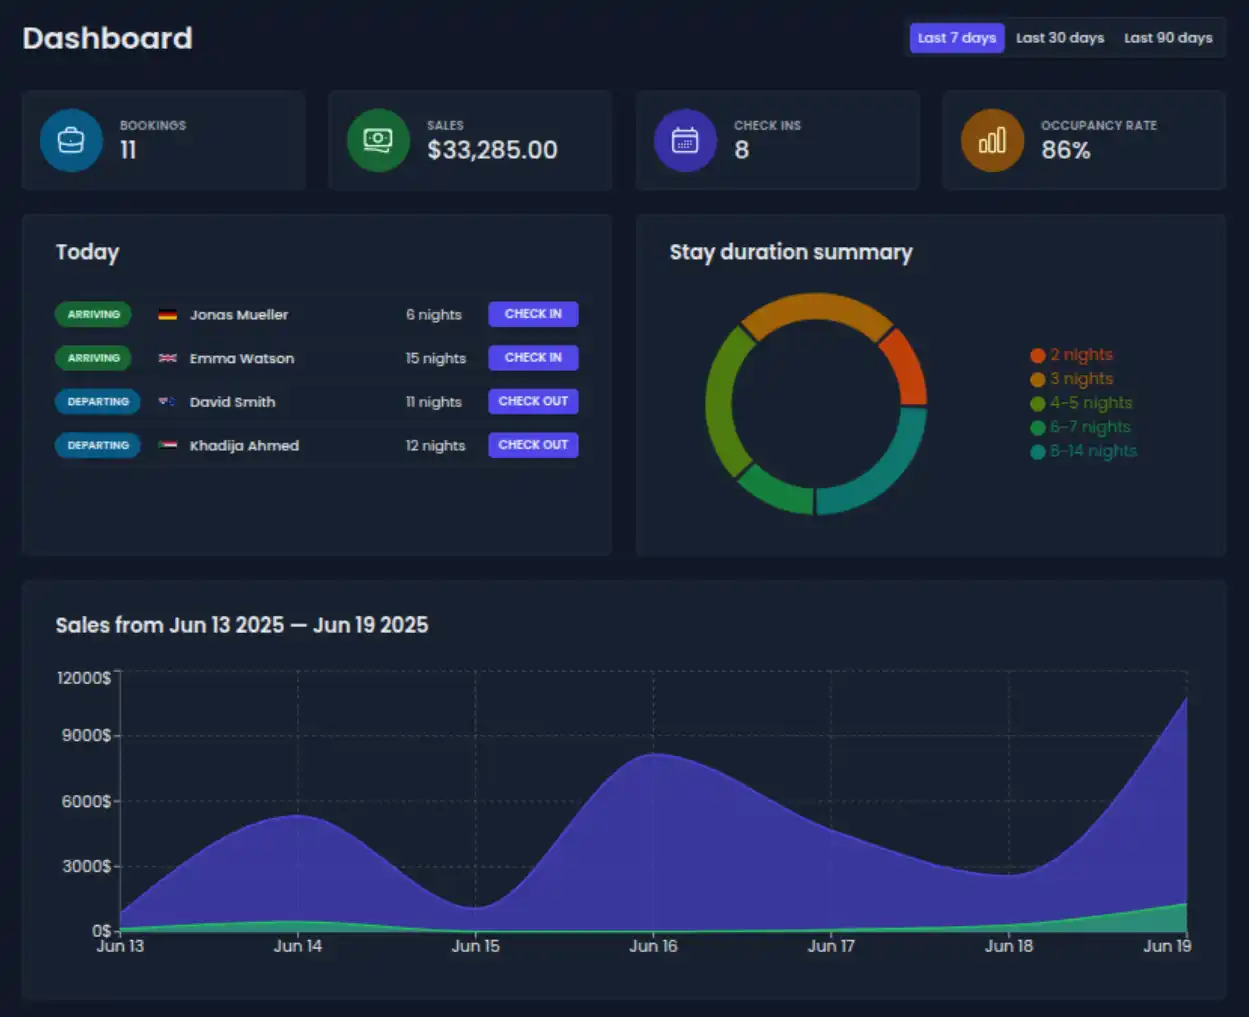 Dashboard
Last 7 days Last 30 days Last 90 days
BOOKINGS
11
SALES
$33,285.00
CHECK INS
8
OCCUPANCY RATE
86%
Today
ARRIVING Jonas Mueller 6 nights CHECK IN
ARRIVING Emma Watson 15 nights CHECK IN
DEPARTING David Smith 11 nights CHECK OUT
DEPARTING Khadija Ahmed 12 nights CHECK OUT
Stay duration summary
2 nights
3 nights
4-5 nights
6-7 nights
8-14 nights
Sales from Jun 13 2025 — Jun 19 2025
12000$
9000$
6000$
3000$
0$
Jun 13 Jun 14 Jun 15 Jun 16 Jun 17 Jun 18 Jun 19